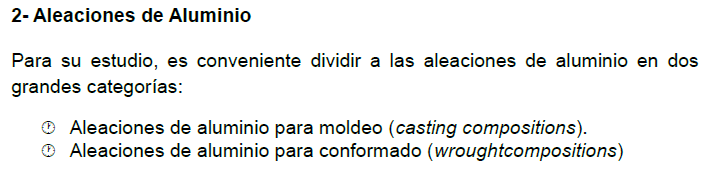 2- Aleaciones de Aluminio
Para su estudio, es conveniente dividir a las aleaciones de aluminio en dos
grandes categorías:
Aleaciones de aluminio para moldeo (casting compositions).
Aleaciones de aluminio para conformado (wroughtcompositions)